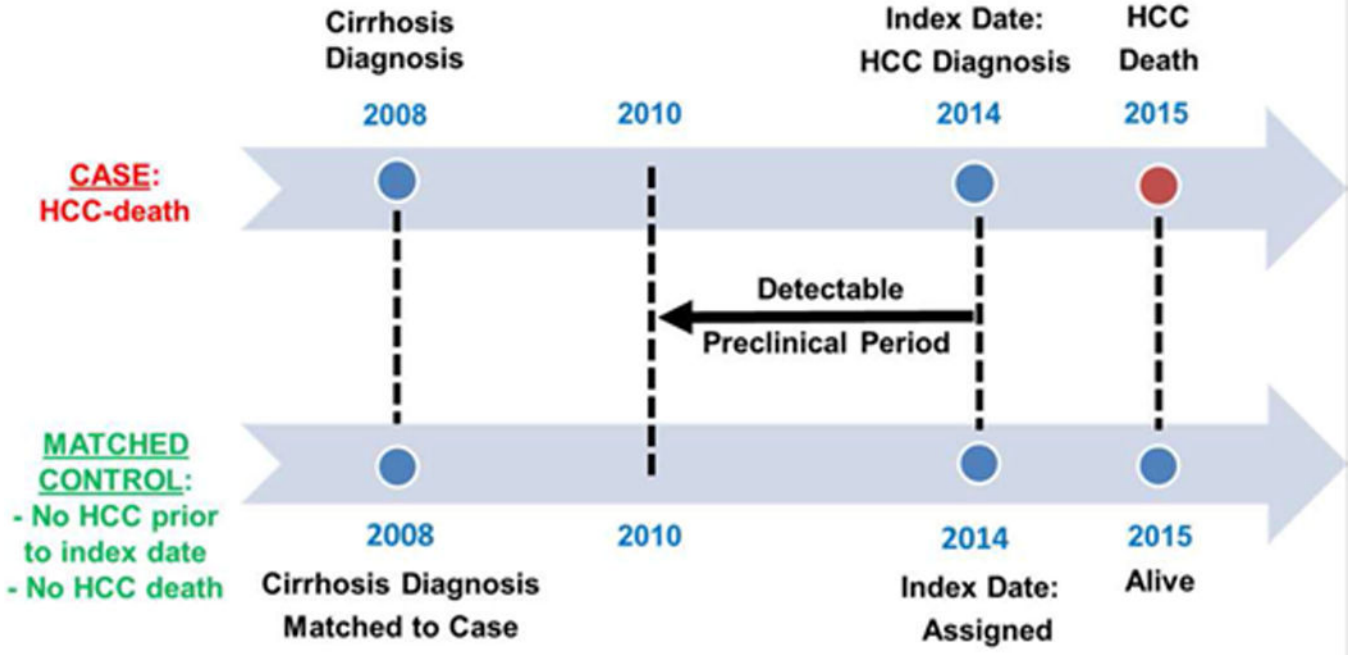 Cirrhosis
Diagnosis
Index Date:
HCC Diagnosis
HCC
Death
2008
2010
2014
2015
CASE:
HCC-death
Detectable
Preclinical Period
MATCHED
CONTROL:
- No HCC prior
to index date
- No HCC death
2008
2010
2014
2015
Cirrhosis Diagnosis
Matched to Case
Index Date:
Assigned
Alive